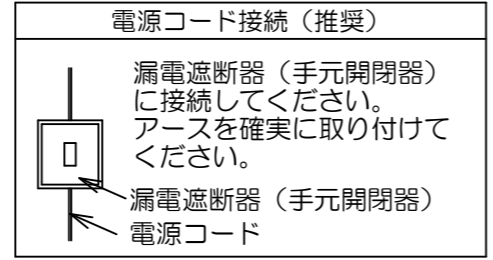 電源コード接続（推奨）
漏電遮断器（手元開閉器）
に接続してください。
アースを確実に取り付けて
ください。
漏電遮断器（手元開閉器）
電源コード